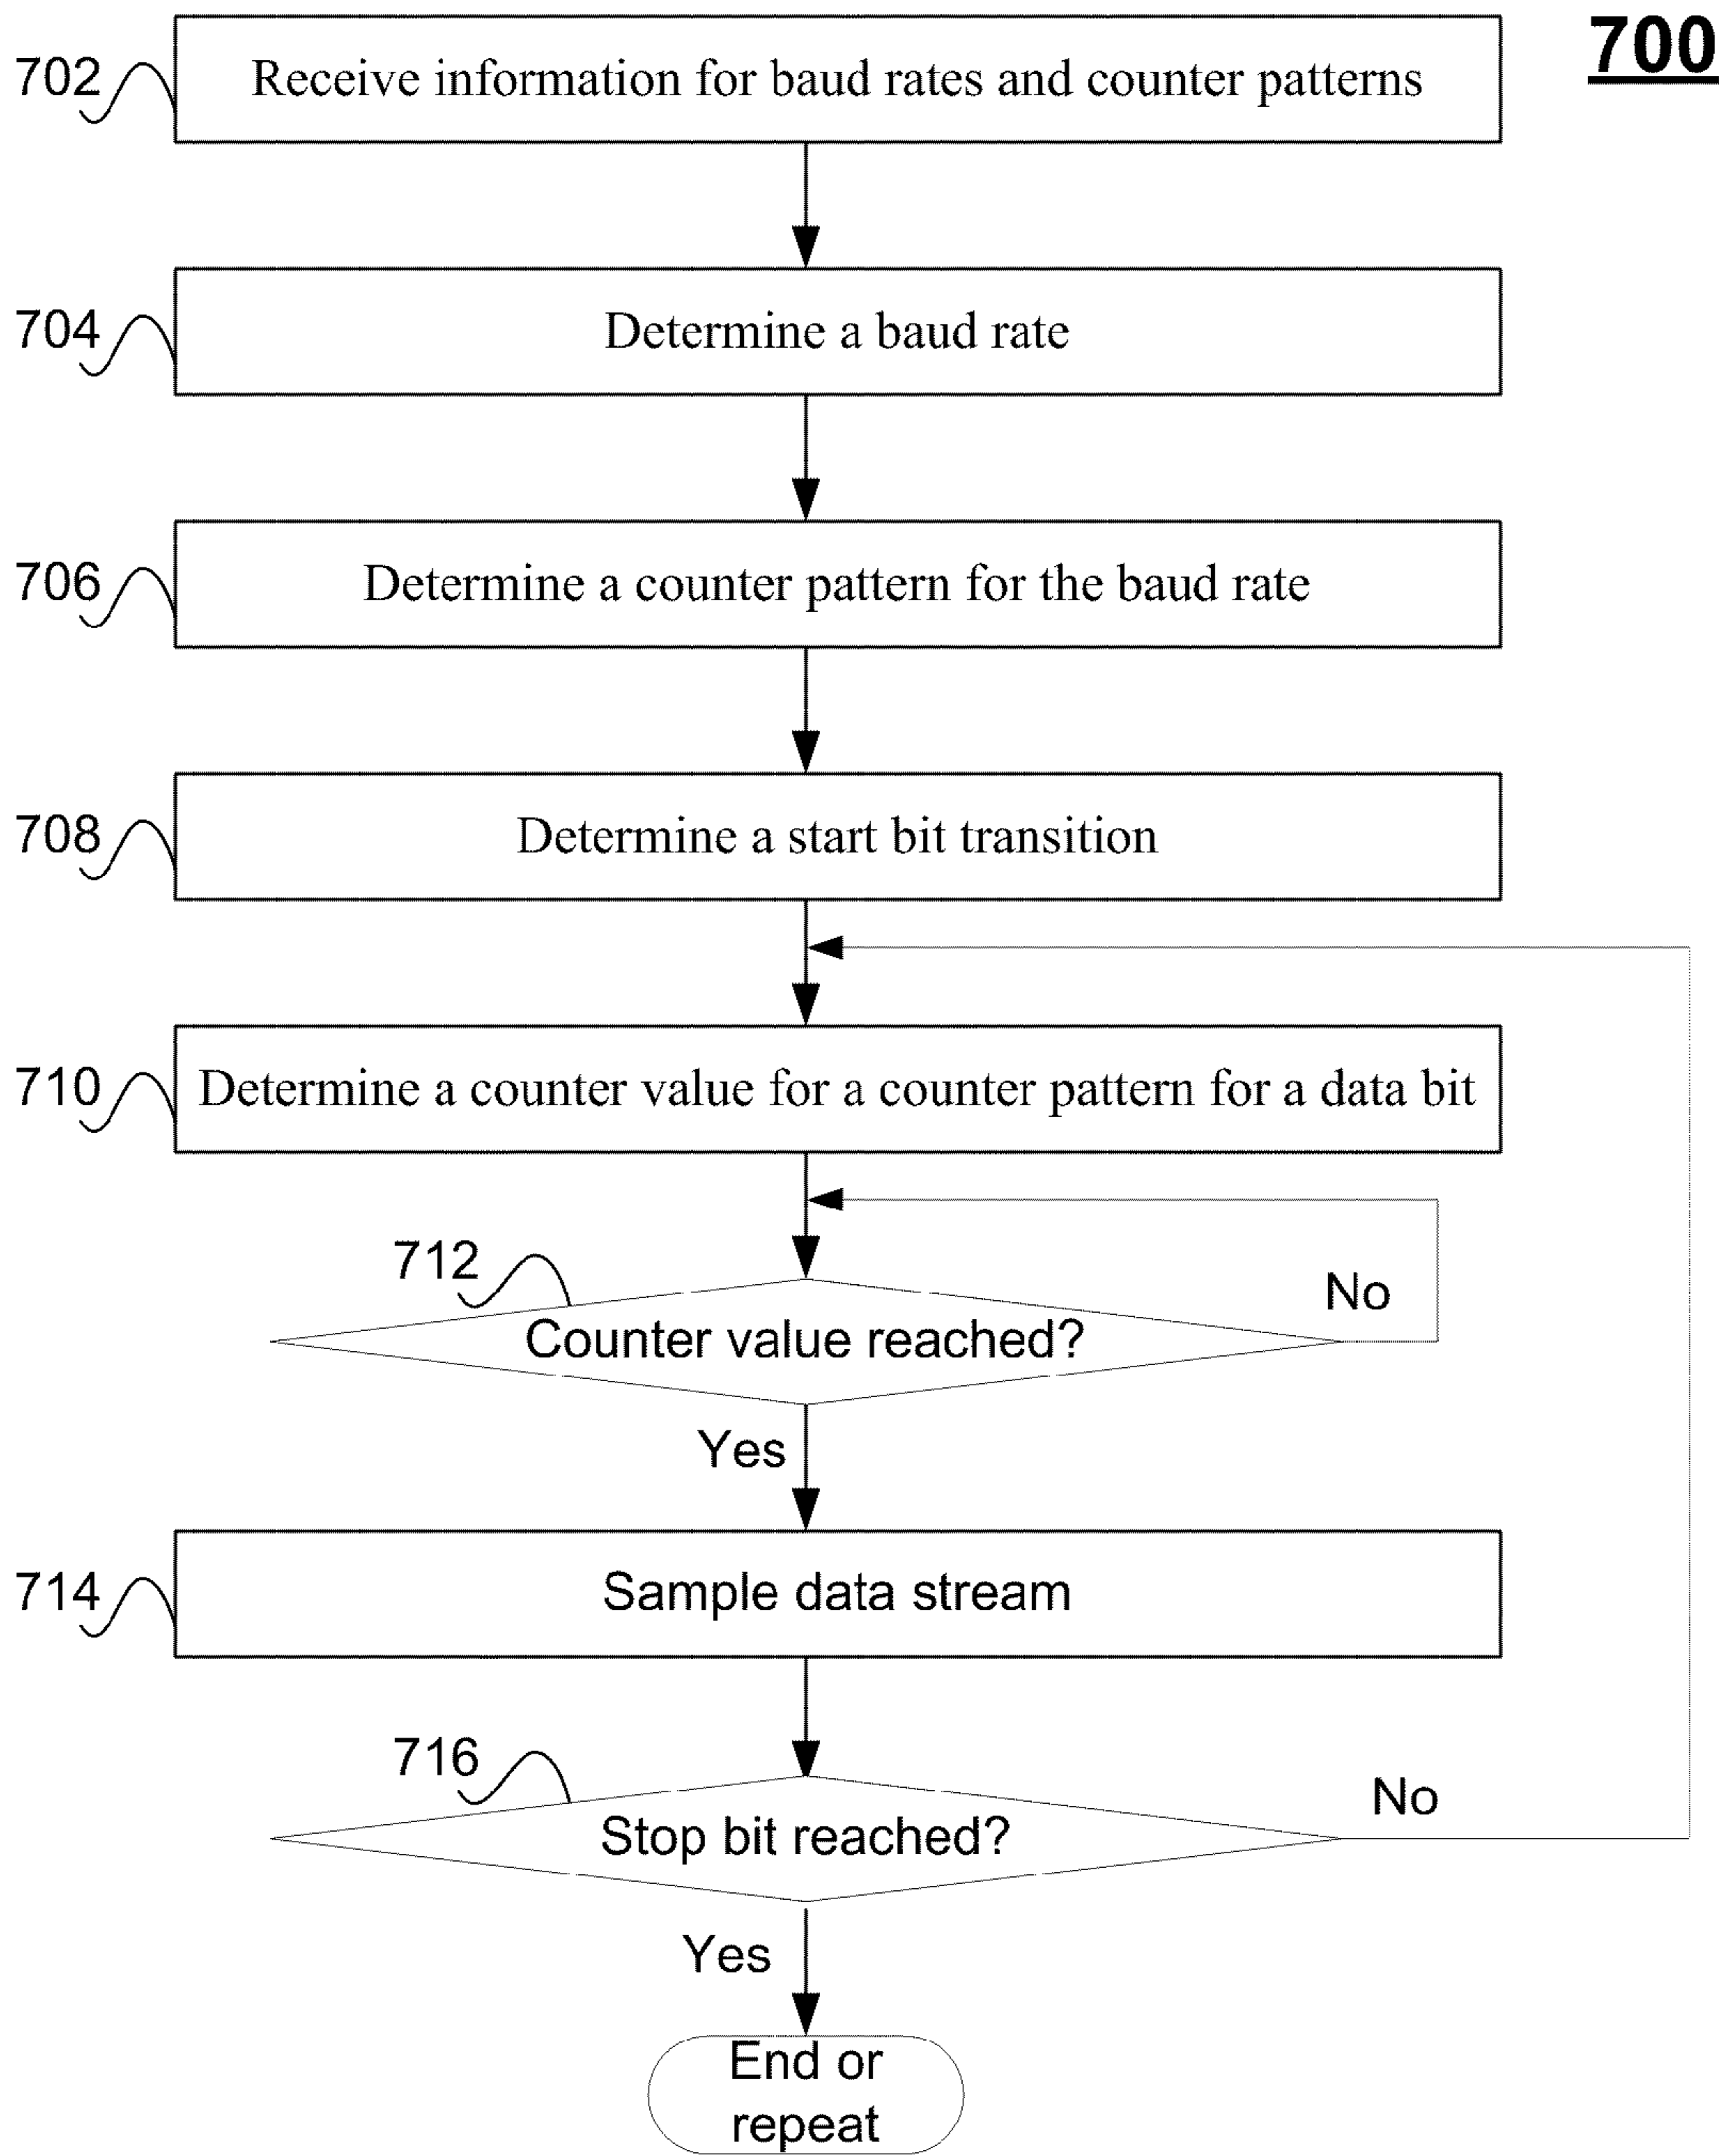 700
702
Receive information for baud rates and counter patterns
704
Determine a baud rate
706
Determine a counter pattern for the baud rate
708
Determine a start bit transition
710
Determine a counter value for a counter pattern for a data bit
712
No
Counter value reached?
Yes
714
Sample data stream
716
No
Stop bit reached?
Yes
End or
repeat